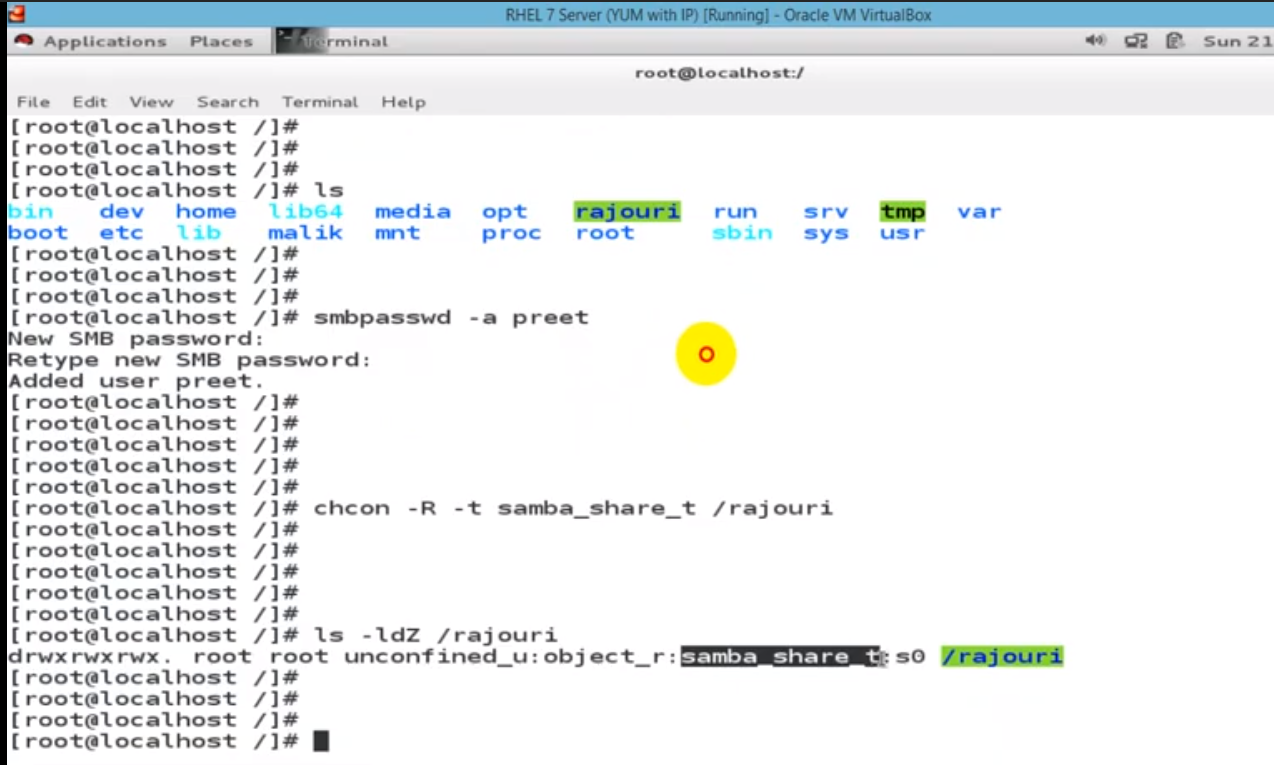 RHEL 7 Server (YUM with IP) [Running] - Oracle VM VirtualBox
Applications Places Terminal Sun 21
root@localhost:/
File Edit View Search Terminal Help
[root@localhost /]#
[root@localhost /]#
[root@localhost /]#
[root@localhost /]# ls
bin dev home lib64 media opt rajouri run srv tmp var
boot etc lib malik mnt proc root sbin sys usr
[root@localhost /]#
[root@localhost /]#
[root@localhost /]#
[root@localhost /]# smbpasswd -a preet
New SMB password:
Retype new SMB password:
Added user preet.
[root@localhost /]#
[root@localhost /]#
[root@localhost /]#
[root@localhost /]#
[root@localhost /]#
[root@localhost /]# chcon -R -t samba_share_t /rajouri
[root@localhost /]#
[root@localhost /]#
[root@localhost /]#
[root@localhost /]#
[root@localhost /]#
[root@localhost /]# ls -ldZ /rajouri
drwxrwxrwx. root root unconfined_u:object_r:samba_share_t:s0 /rajouri
[root@localhost /]#
[root@localhost /]#
[root@localhost /]#
[root@localhost /]#